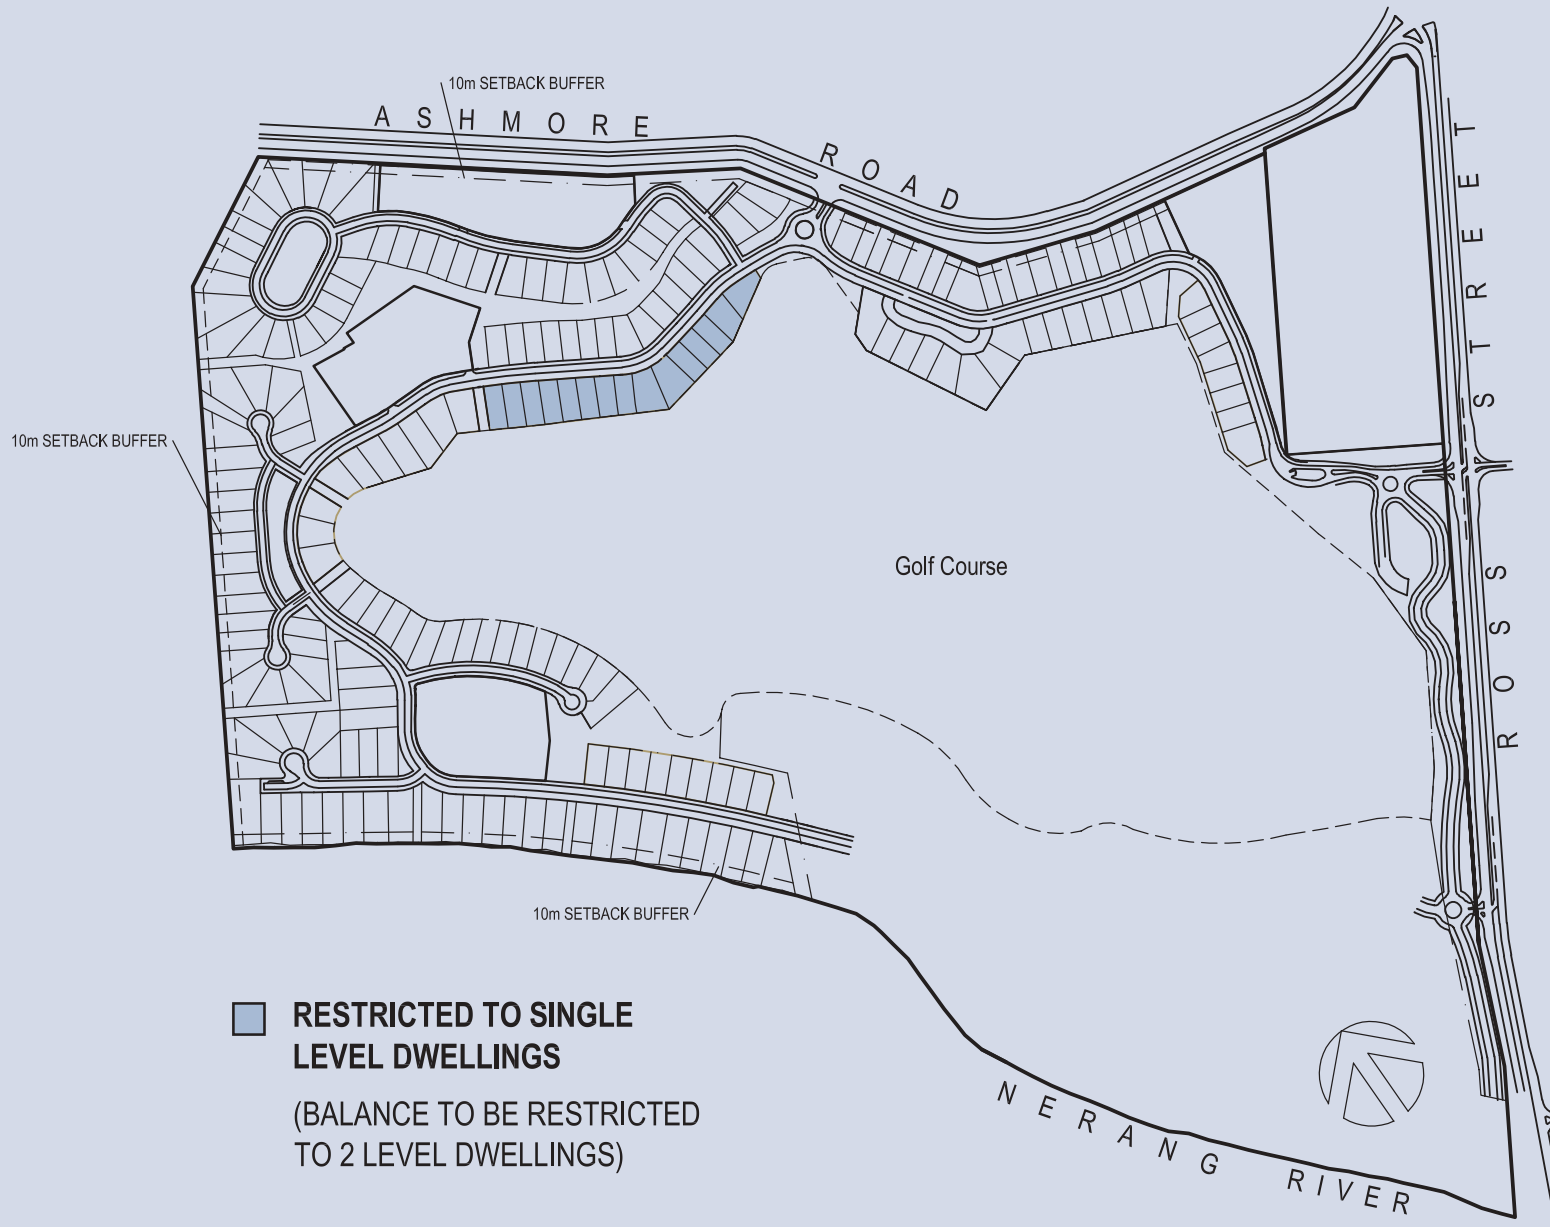 10m SETBACK BUFFER
ASHMORE ROAD
ROSS STREET
10m SETBACK BUFFER
Golf Course
10m SETBACK BUFFER
RESTRICTED TO SINGLE
LEVEL DWELLINGS
(BALANCE TO BE RESTRICTED
TO 2 LEVEL DWELLINGS)
NERANG RIVER